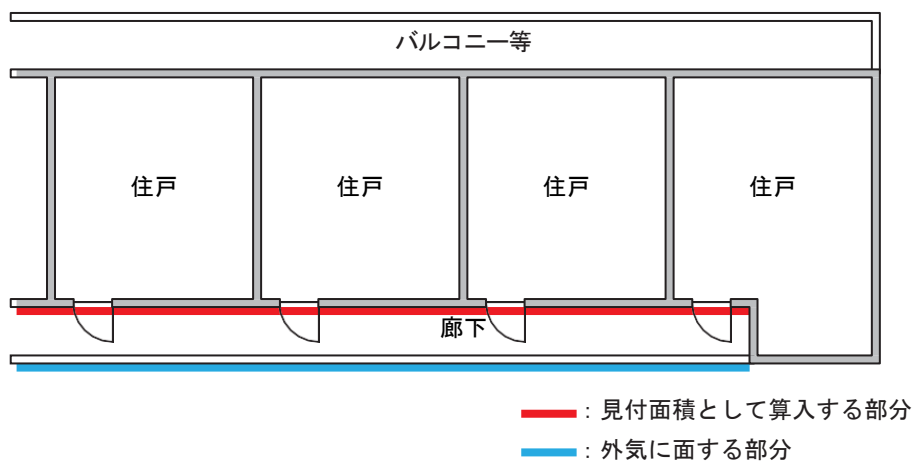 バルコニー等
住戸
住戸
住戸
住戸
廊下
：見付面積として算入する部分
：外気に面する部分